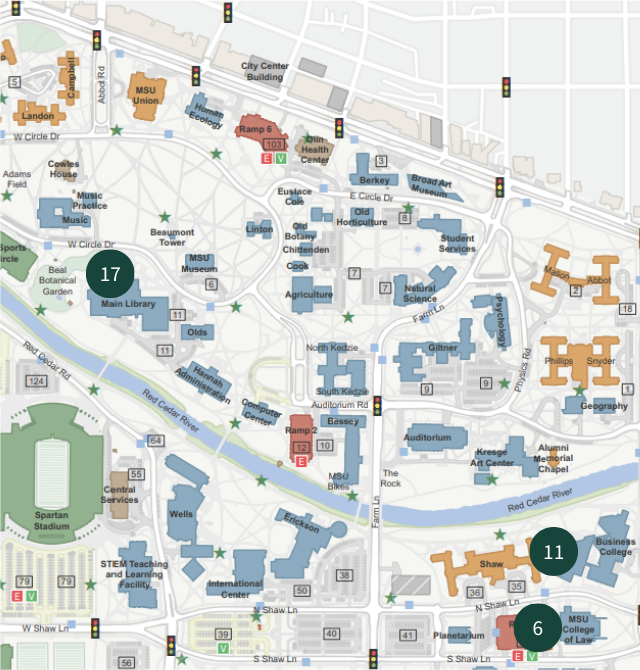 City Center
Building
Campbell
5
Landon
Abbot Rd
MSU
Union
Human
Ecology
Ramp 6
103
E V
Olin
Health
Center
W Circle Dr
3
Berkey
Broad Art
Museum
Cowles
House
Adams
Field
Music
Practice
Music
Eustace
Cole
E Circle Dr
Old
Horticulture
8
Linton
Old
Botany
Chittenden
Cook
Student
Services
Beaumont
Tower
W Circle Dr
Sports
Circle
MSU
Museum
6
Beal
Botanical
Garden
17
Main Library
11
7
7
Agriculture
Natural
Science
Farm Ln
Psychology
Mason
Abbot
2
18
Olds
11
North Kedzie
Giltner
Physics Rd
Phillips
Snyder
Red Cedar Rd
124
Hannah
Administration
South Kedzie
9
9
1
Geography
Red Cedar River
Computer
Center
Auditorium Rd
Ramp 2
12
E
10
Bessey
Auditorium
64
Kresge
Art Center
Alumni
Memorial
Chapel
55
Central
Services
MSU
Bikes
The
Rock
Farm Ln
Red Cedar River
Spartan
Stadium
Wells
Erickson
Business
College
11
Shaw
STEM Teaching
and Learning
Facility
79
79
E V
International
Center
50
38
36
35
N Shaw Ln
N Shaw Ln
W Shaw Ln
39
V
40
41
Planetarium
6
E V
MSU
College
of Law
56
S Shaw Ln
S Shaw Ln